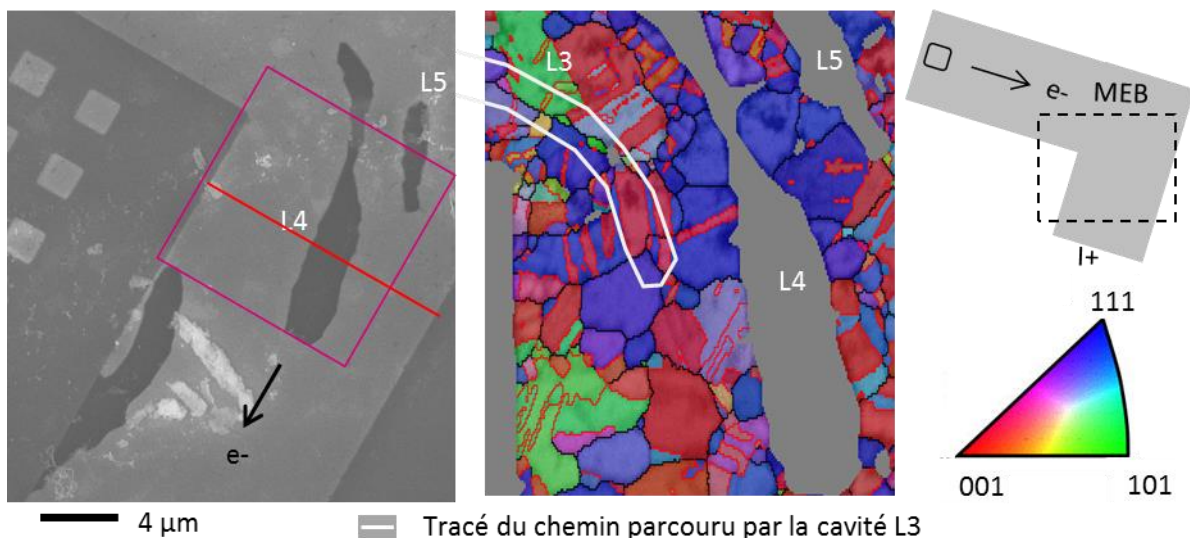 L5
L4
e-
4 µm
L3
L5
L4
Tracé du chemin parcouru par la cavité L3
e- MEB
I+
111
001
101